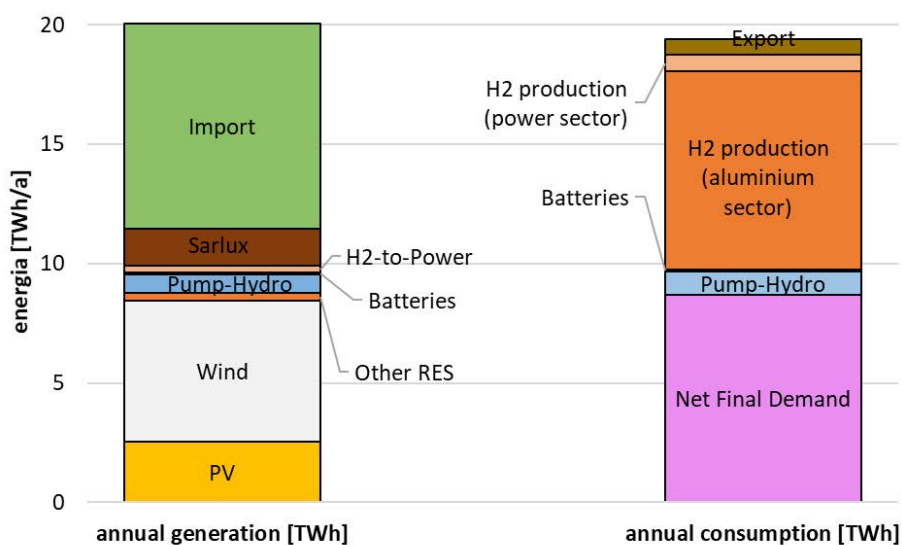 20
15
10
5
0
energia [TWh/a]
Import
Sarlux
H2-to-Power
Pump-Hydro
Batteries
Wind
Other RES
PV
annual generation [TWh]
Export
H2 production
(power sector)
H2 production
(aluminium
sector)
Batteries
Pump-Hydro
Net Final Demand
annual consumption [TWh]